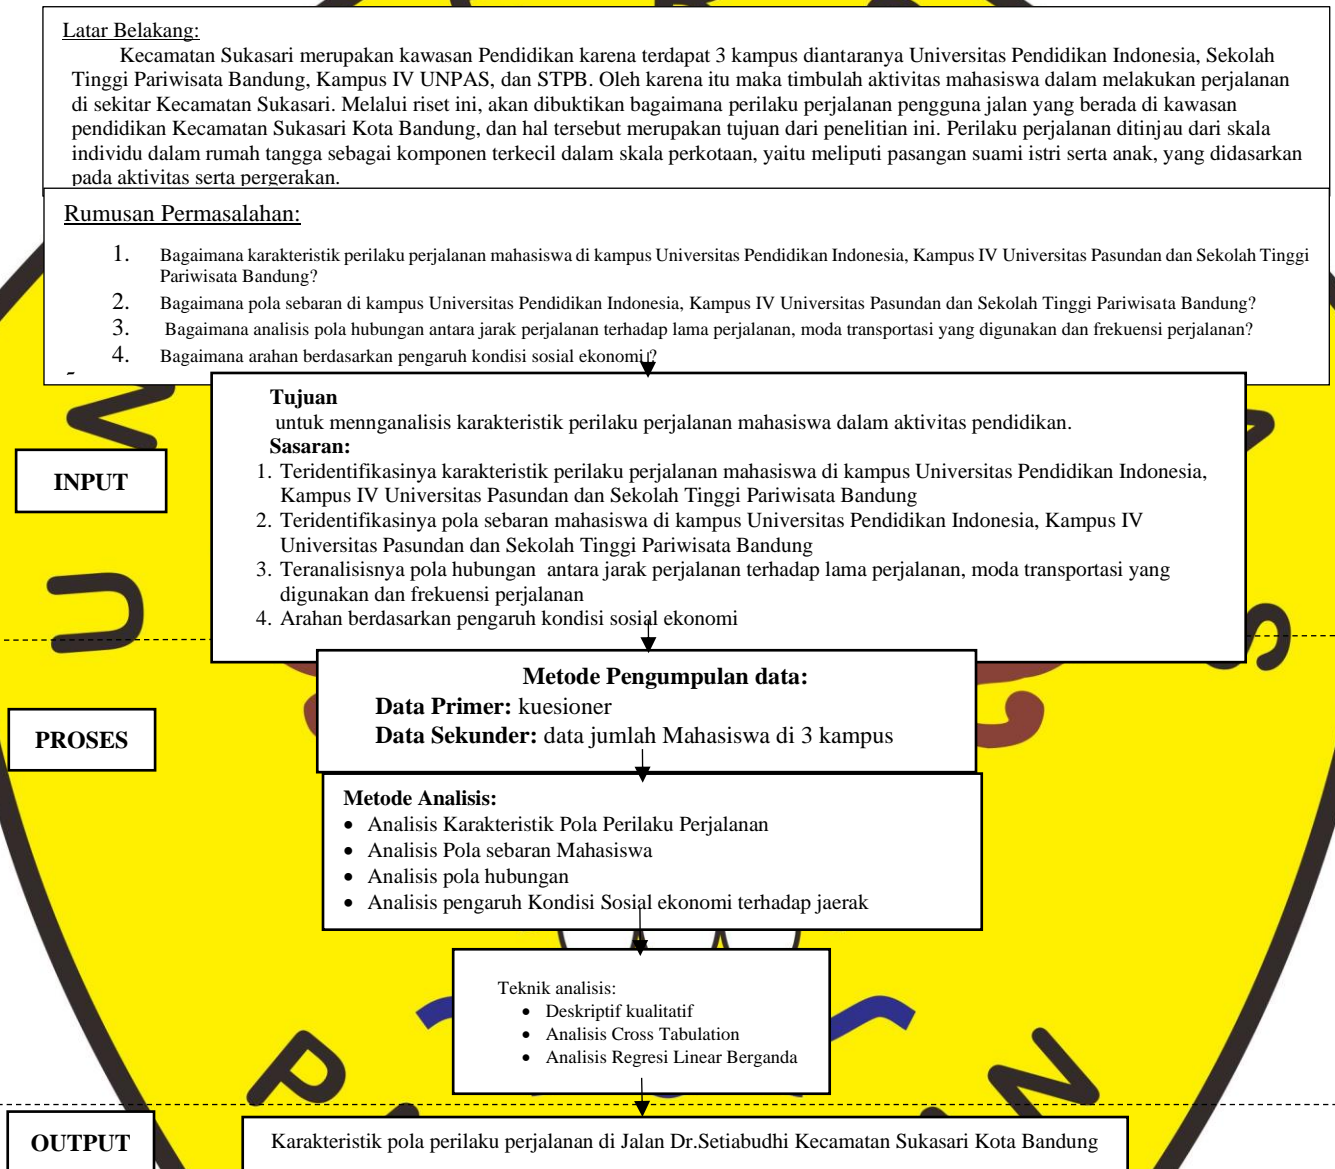 Latar Belakang:
Kecamatan Sukasari merupakan kawasan Pendidikan karena terdapat 3 kampus diantaranya Universitas Pendidikan Indonesia, Sekolah
Tinggi Pariwisata Bandung, Kampus IV UNPAS, dan STPB. Oleh karena itu maka timbulah aktivitas mahasiswa dalam melakukan perjalanan
di sekitar Kecamatan Sukasari. Melalui riset ini, akan dibuktikan bagaimana perilaku perjalanan pengguna jalan yang berada di kawasan
pendidikan Kecamatan Sukasari Kota Bandung, dan hal tersebut merupakan tujuan dari penelitian ini. Perilaku perjalanan ditinjau dari skala
individu dalam rumah tangga sebagai komponen terkecil dalam skala perkotaan, yaitu meliputi pasangan suami istri serta anak, yang didasarkan
pada aktivitas serta pergerakan.
Rumusan Permasalahan:
1. Bagaimana karakteristik perilaku perjalanan mahasiswa di kampus Universitas Pendidikan Indonesia, Kampus IV Universitas Pasundan dan Sekolah Tinggi
Pariwisata Bandung?
2. Bagaimana pola sebaran di kampus Universitas Pendidikan Indonesia, Kampus IV Universitas Pasundan dan Sekolah Tinggi Pariwisata Bandung?
3. Bagaimana analisis pola hubungan antara jarak perjalanan terhadap lama perjalanan, moda transportasi yang digunakan dan frekuensi perjalanan?
4. Bagaimana arahan berdasarkan pengaruh kondisi sosial ekonomi ?
Tujuan
untuk mennganalisis karakteristik perilaku perjalanan mahasiswa dalam aktivitas pendidikan.
Sasaran:
1. Teridentifikasinya karakteristik perilaku perjalanan mahasiswa di kampus Universitas Pendidikan Indonesia,
Kampus IV Universitas Pasundan dan Sekolah Tinggi Pariwisata Bandung
2. Teridentifikasinya pola sebaran mahasiswa di kampus Universitas Pendidikan Indonesia, Kampus IV
Universitas Pasundan dan Sekolah Tinggi Pariwisata Bandung
3. Teranalisisnya pola hubungan antara jarak perjalanan terhadap lama perjalanan, moda transportasi yang
digunakan dan frekuensi perjalanan
4. Arahan berdasarkan pengaruh kondisi sosial ekonomi
INPUT
Metode Pengumpulan data:
Data Primer: kuesioner
Data Sekunder: data jumlah Mahasiswa di 3 kampus
PROSES
Metode Analisis:
• Analisis Karakteristik Pola Perilaku Perjalanan
• Analisis Pola sebaran Mahasiswa
• Analisis pola hubungan
• Analisis pengaruh Kondisi Sosial ekonomi terhadap jaerak
Teknik analisis:
• Deskriptif kualitatif
• Analisis Cross Tabulation
• Analisis Regresi Linear Berganda
OUTPUT
Karakteristik pola perilaku perjalanan di Jalan Dr.Setiabudhi Kecamatan Sukasari Kota Bandung